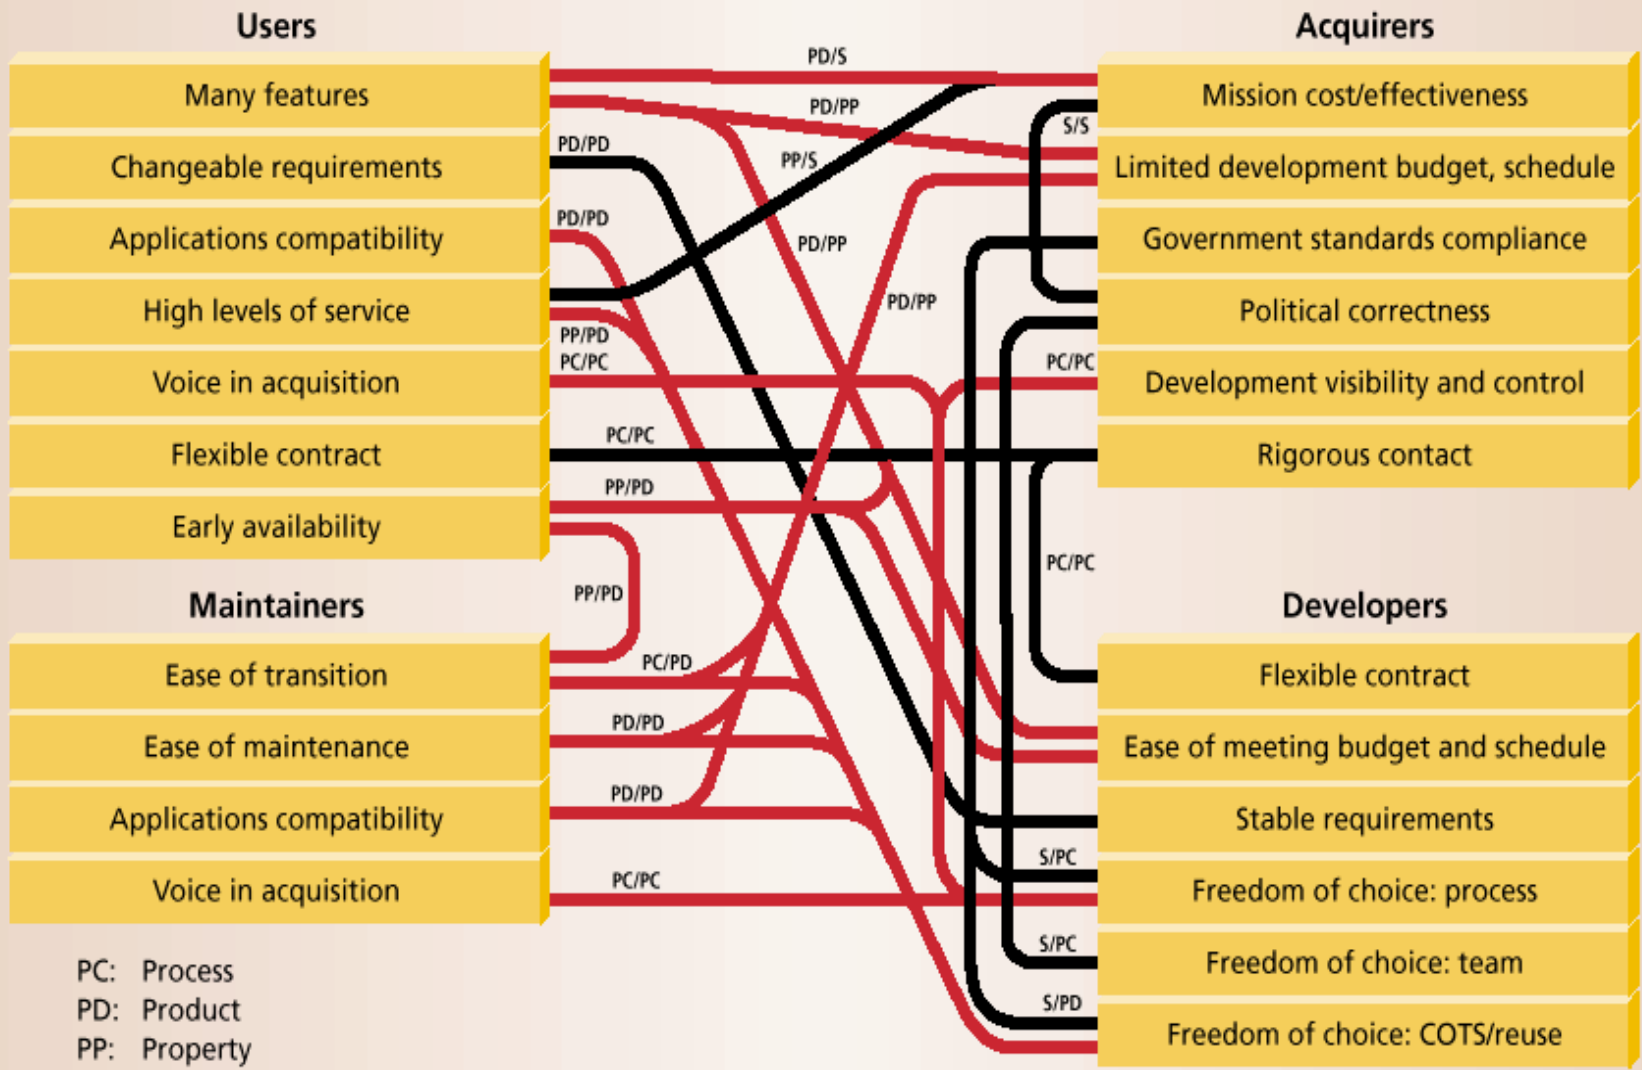 Users
Many features
Changeable requirements
Applications compatibility
High levels of service
Voice in acquisition
Flexible contract
Early availability
Maintainers
Ease of transition
Ease of maintenance
Applications compatibility
Voice in acquisition
PC: Process
PD: Product
PP: Property
PD/S
PD/PP
PD/PD
PP/S
PD/PD
PD/PP
PD/PP
PP/PD
PC/PC
PC/PC
PP/PD
PP/PD
PC/PD
PD/PD
PD/PD
PC/PC
S/S
PC/PC
PC/PC
S/PC
S/PC
S/PD
Acquirers
Mission cost/effectiveness
Limited development budget, schedule
Government standards compliance
Political correctness
Development visibility and control
Rigorous contact
Developers
Flexible contract
Ease of meeting budget and schedule
Stable requirements
Freedom of choice: process
Freedom of choice: team
Freedom of choice: COTS/reuse